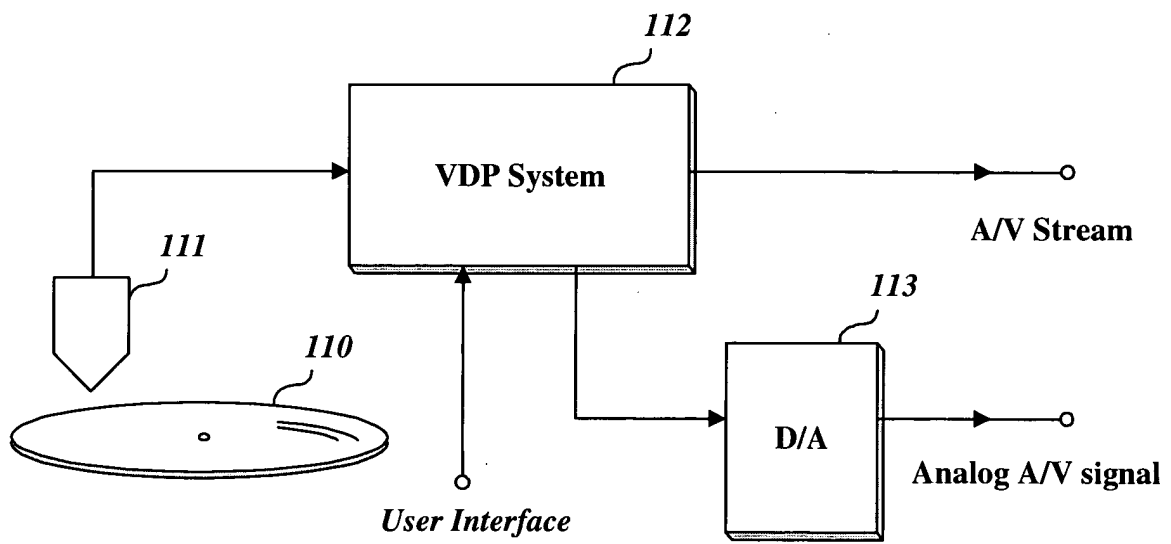 112
VDP System
A/V Stream
111
113
110
D/A
Analog A/V signal
User Interface